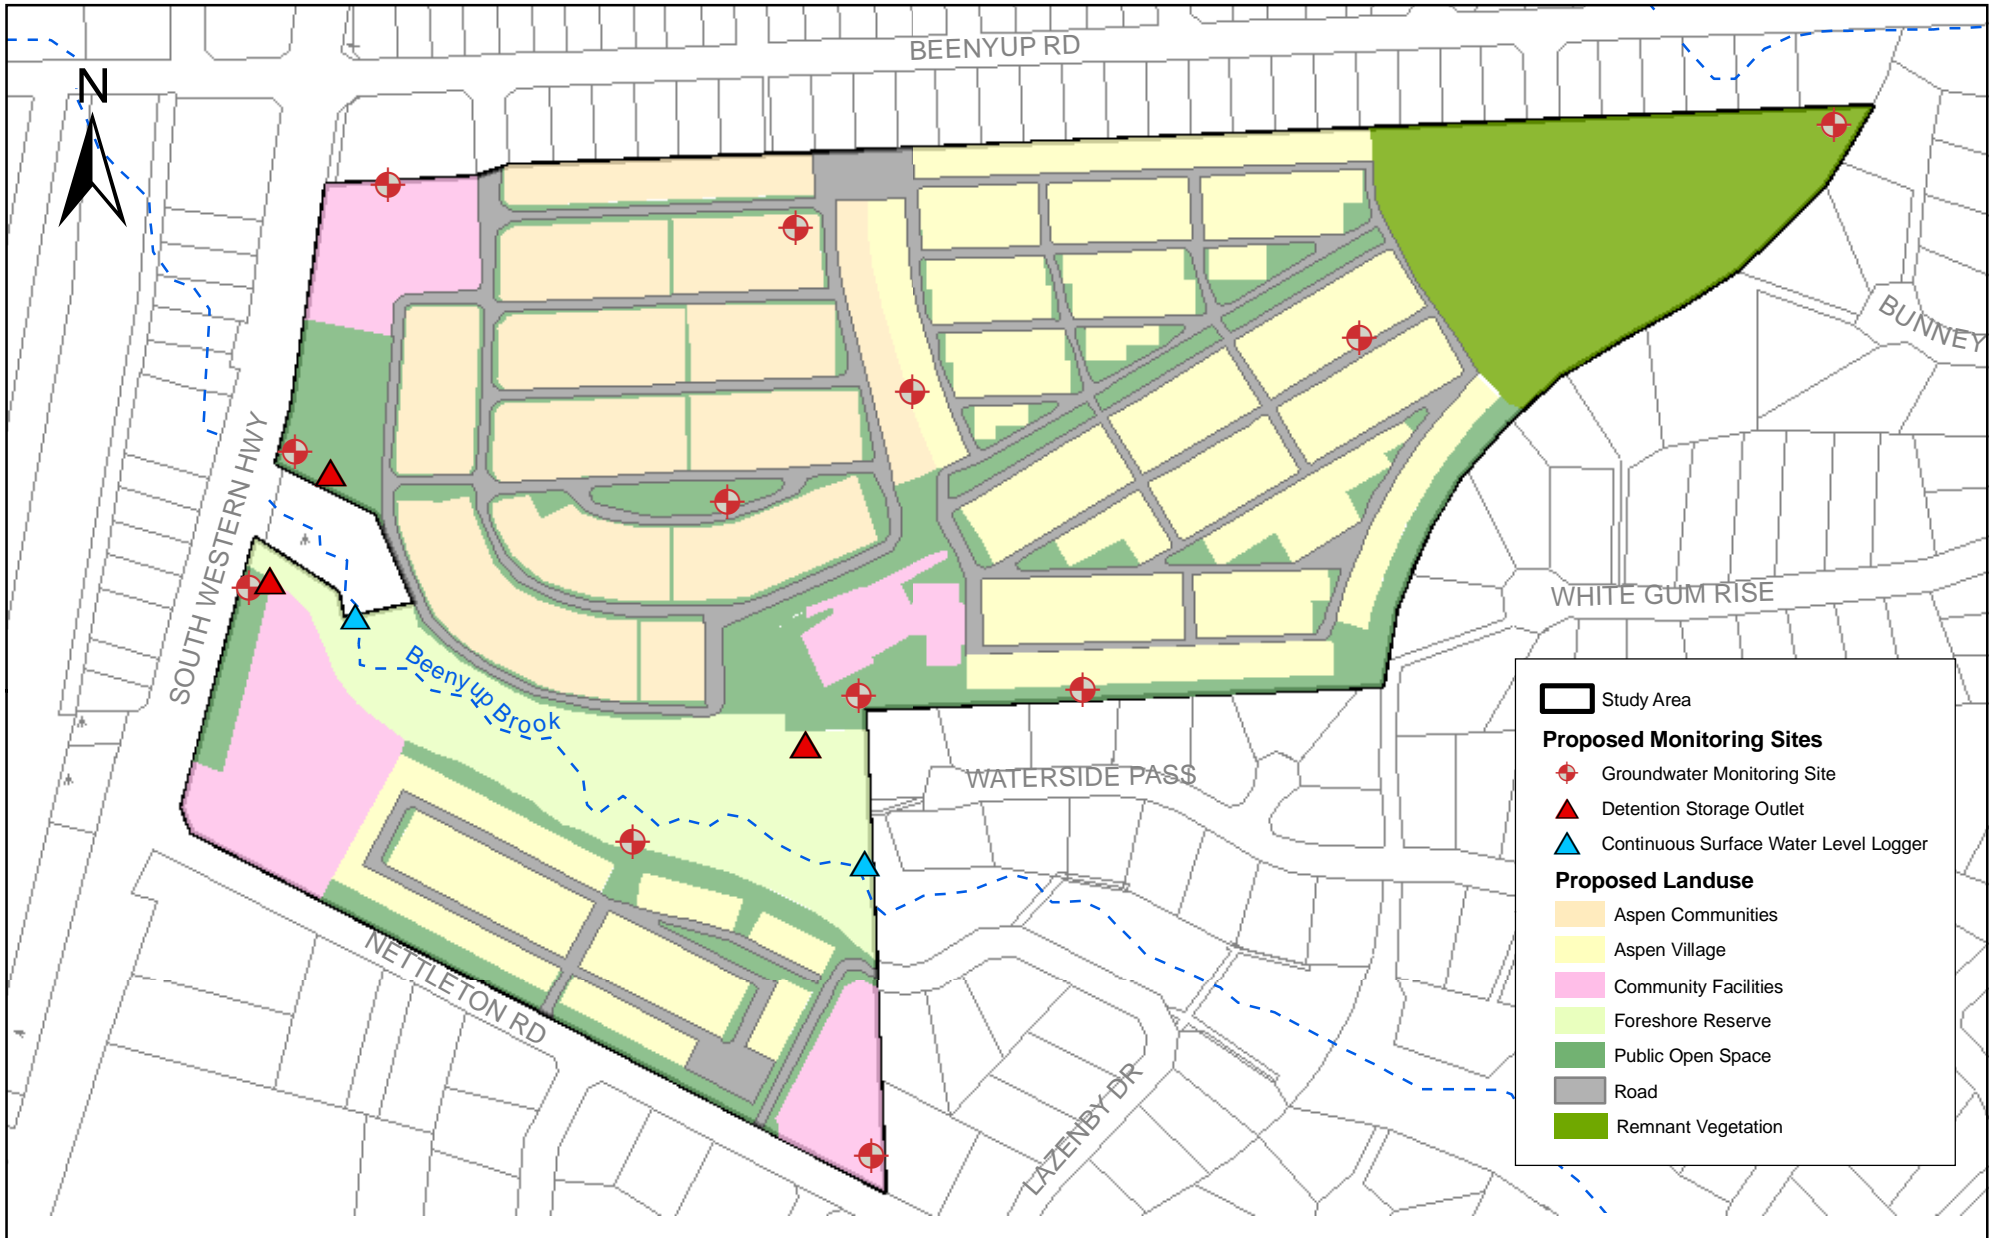 BEENYUP RD
N
BUNNEY
SOUTH WESTERN HWY
WHITE GUM RISE
Beenyup Brook
WATERSIDE PASS
NETTLETON RD
LAZENBY DR
Study Area
Proposed Monitoring Sites
Groundwater Monitoring Site
Detention Storage Outlet
Continuous Surface Water Level Logger
Proposed Landuse
Aspen Communities
Aspen Village
Community Facilities
Foreshore Reserve
Public Open Space
Road
Remnant Vegetation